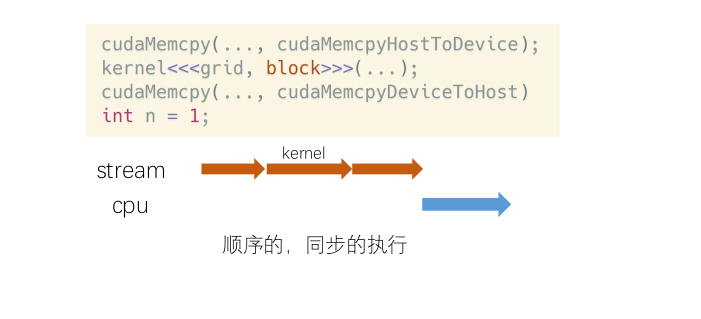 cudaMemcpy(..., cudaMemcpyHostToDevice);
kernel<<<grid, block>>>(...);
cudaMemcpy(..., cudaMemcpyDeviceToHost)
int n = 1;
kernel
stream
cpu
顺序的，同步的执行